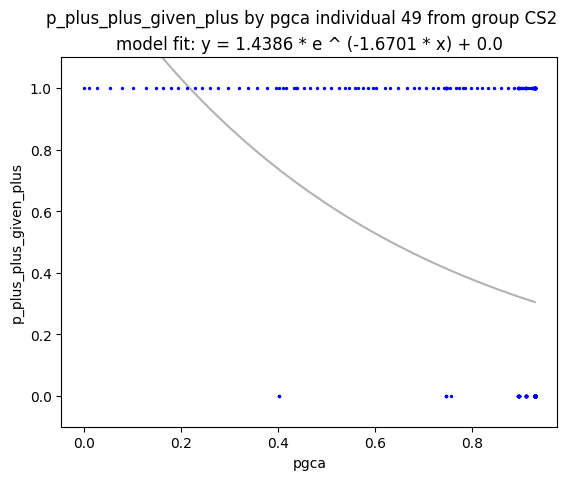 p_plus_plus_given_plus by pgca individual 49 from group CS2
model fit: y = 1.4386 * e ^ (-1.6701 * x) + 0.0
p_plus_plus_given_plus
1.0
0.8
0.6
0.4
0.2
0.0
0.0 0.2 0.4 0.6 0.8
pgca